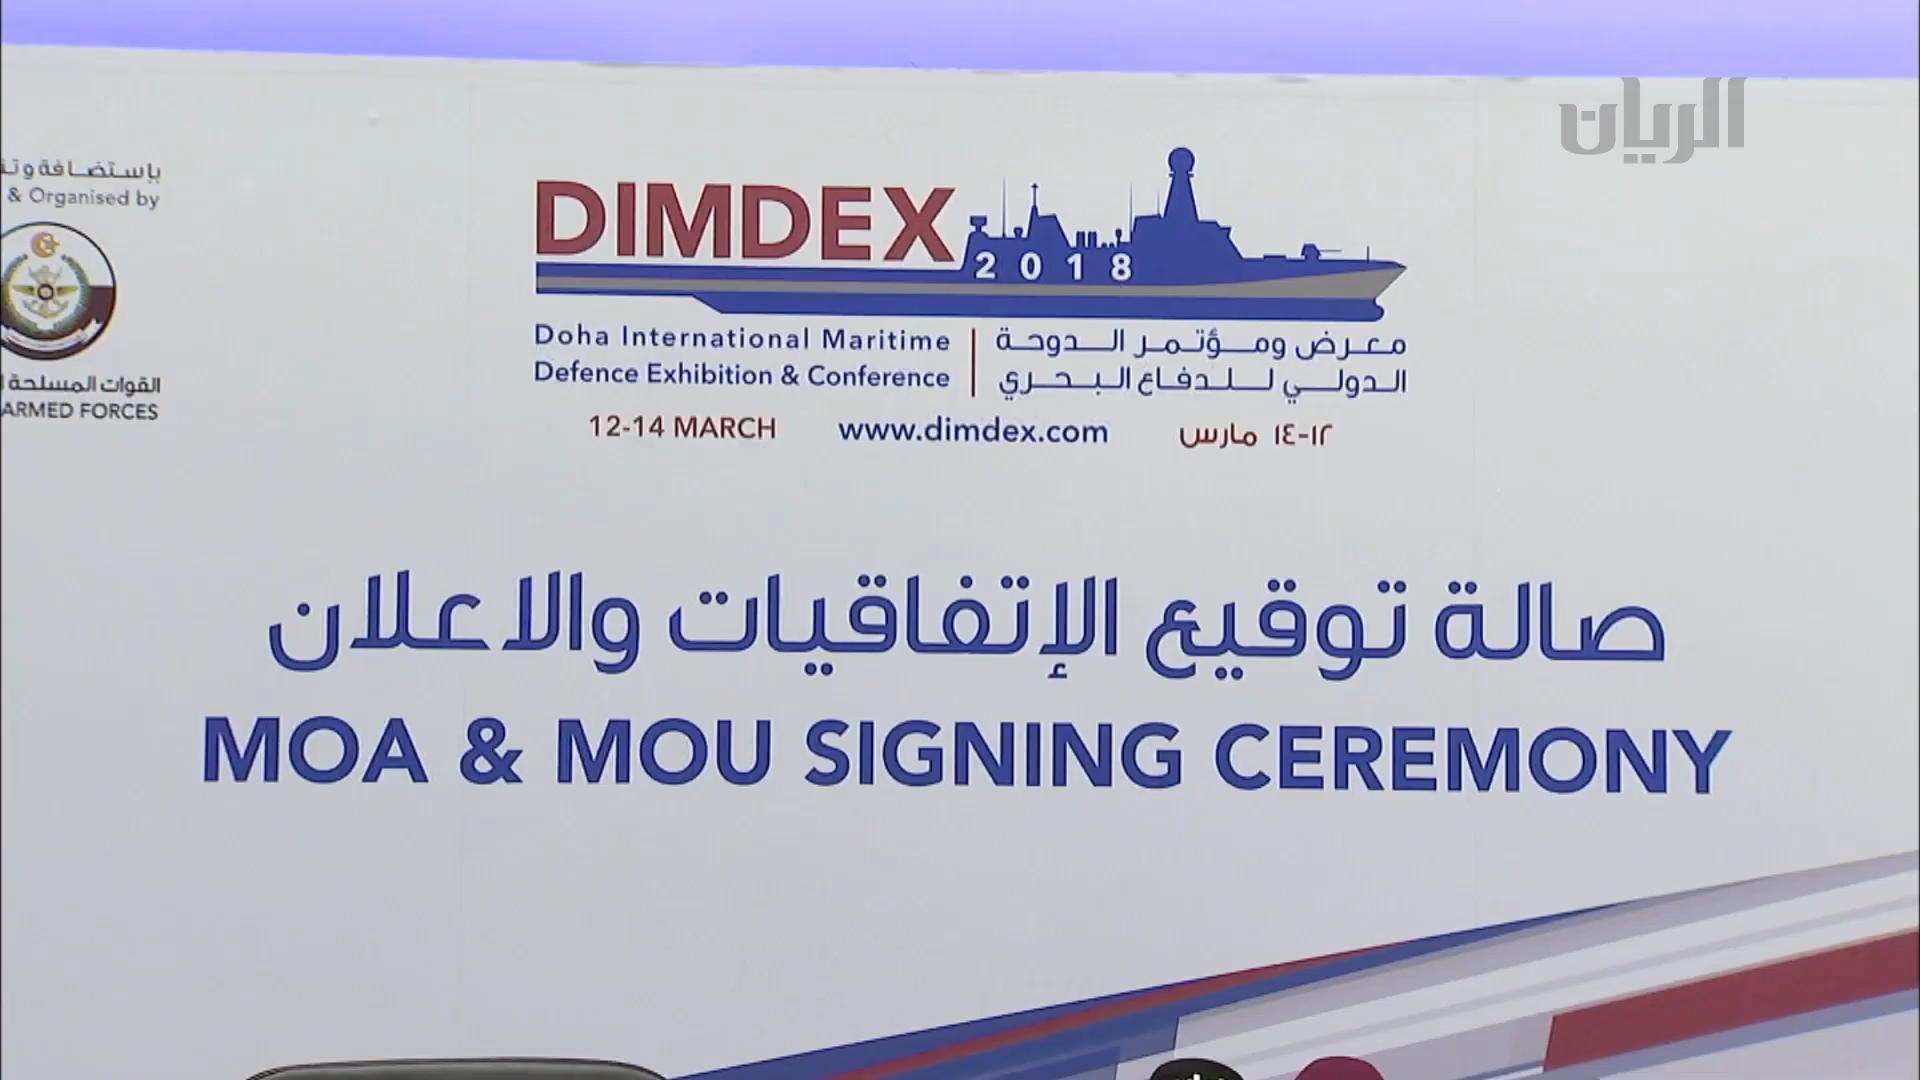 الريان
بإستضافة
& Organised by
القوات المسلحة
ARMED FORCES
DIMDEX
2018
Doha International Maritime
Defence Exhibition & Conference
معرض ومؤتمر الدوحة
الدولي للدفاع البحري
12-14 MARCH
www.dimdex.com
١٢-١٤ مارس
صالة توقيع الإتفاقيات والاعلان
MOA & MOU SIGNING CEREMONY